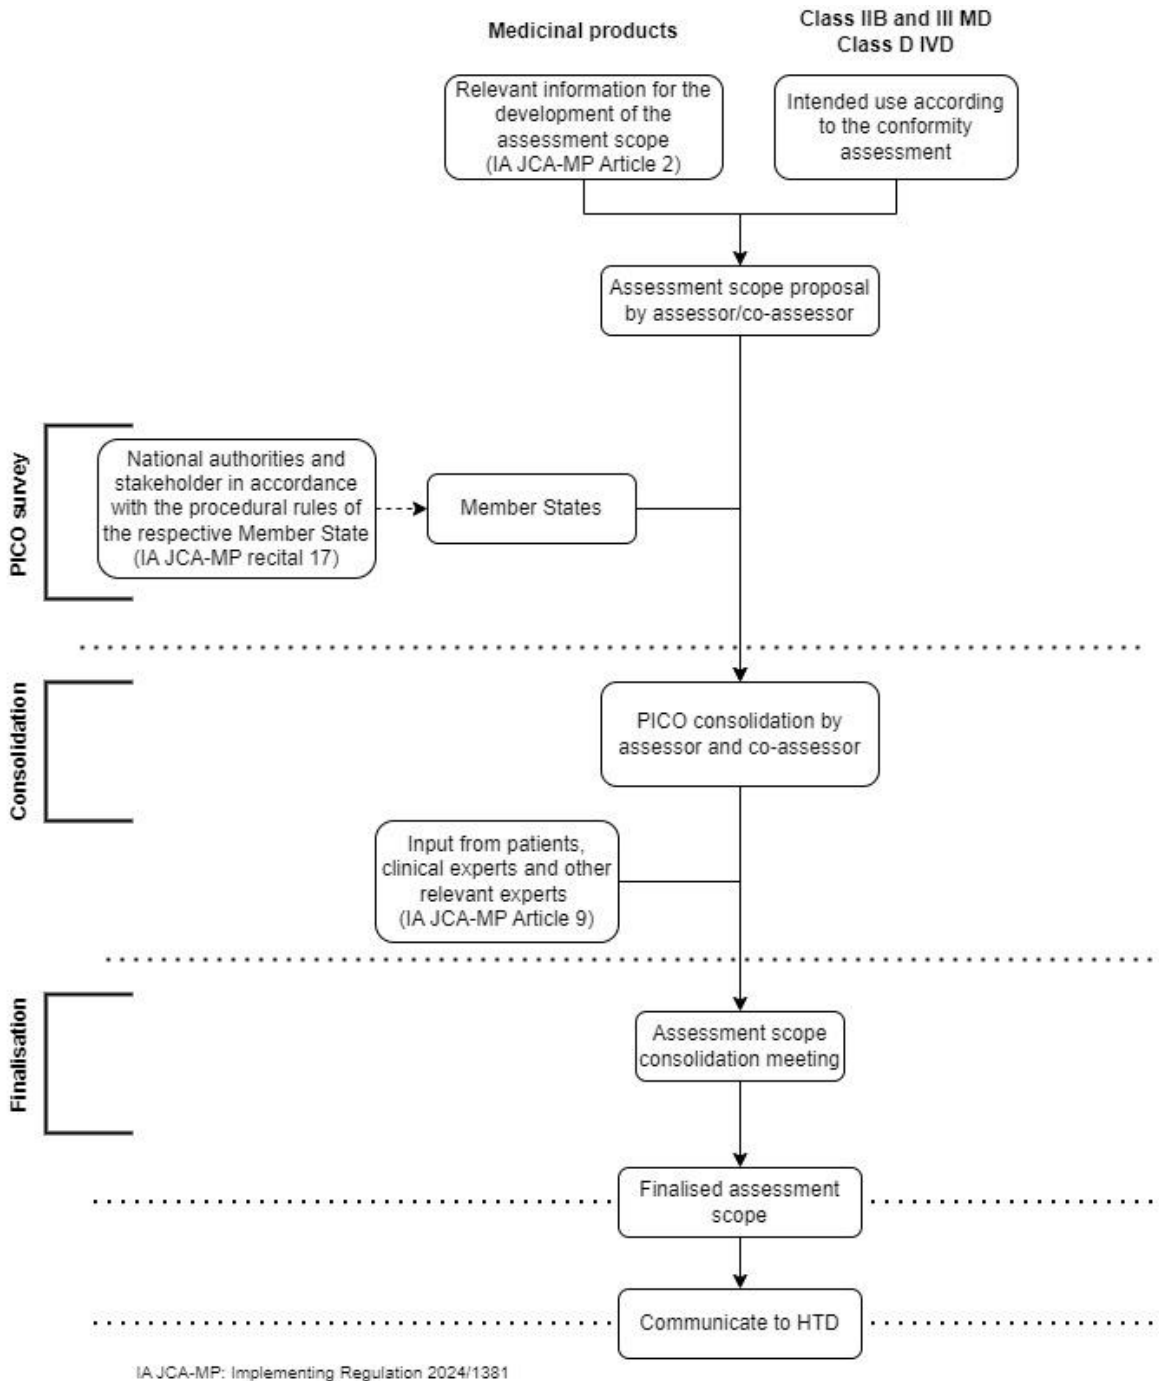 Medicinal products
Class IIB and III MD
Class D IVD
Relevant information for the
development of the
assessment scope
(IA JCA-MP Article 2)
Intended use according
to the conformity
assessment
Assessment scope proposal
by assessor/co-assessor
PICO survey
National authorities and
stakeholder in accordance
with the procedural rules of
the respective Member State
(IA JCA-MP recital 17)
Member States
Consolidation
PICO consolidation by
assessor and co-assessor
Input from patients,
clinical experts and other
relevant experts
(IA JCA-MP Article 9)
Finalisation
Assessment scope
consolidation meeting
Finalised assessment
scope
Communicate to HTD
IA JCA-MP: Implementing Regulation 2024/1381